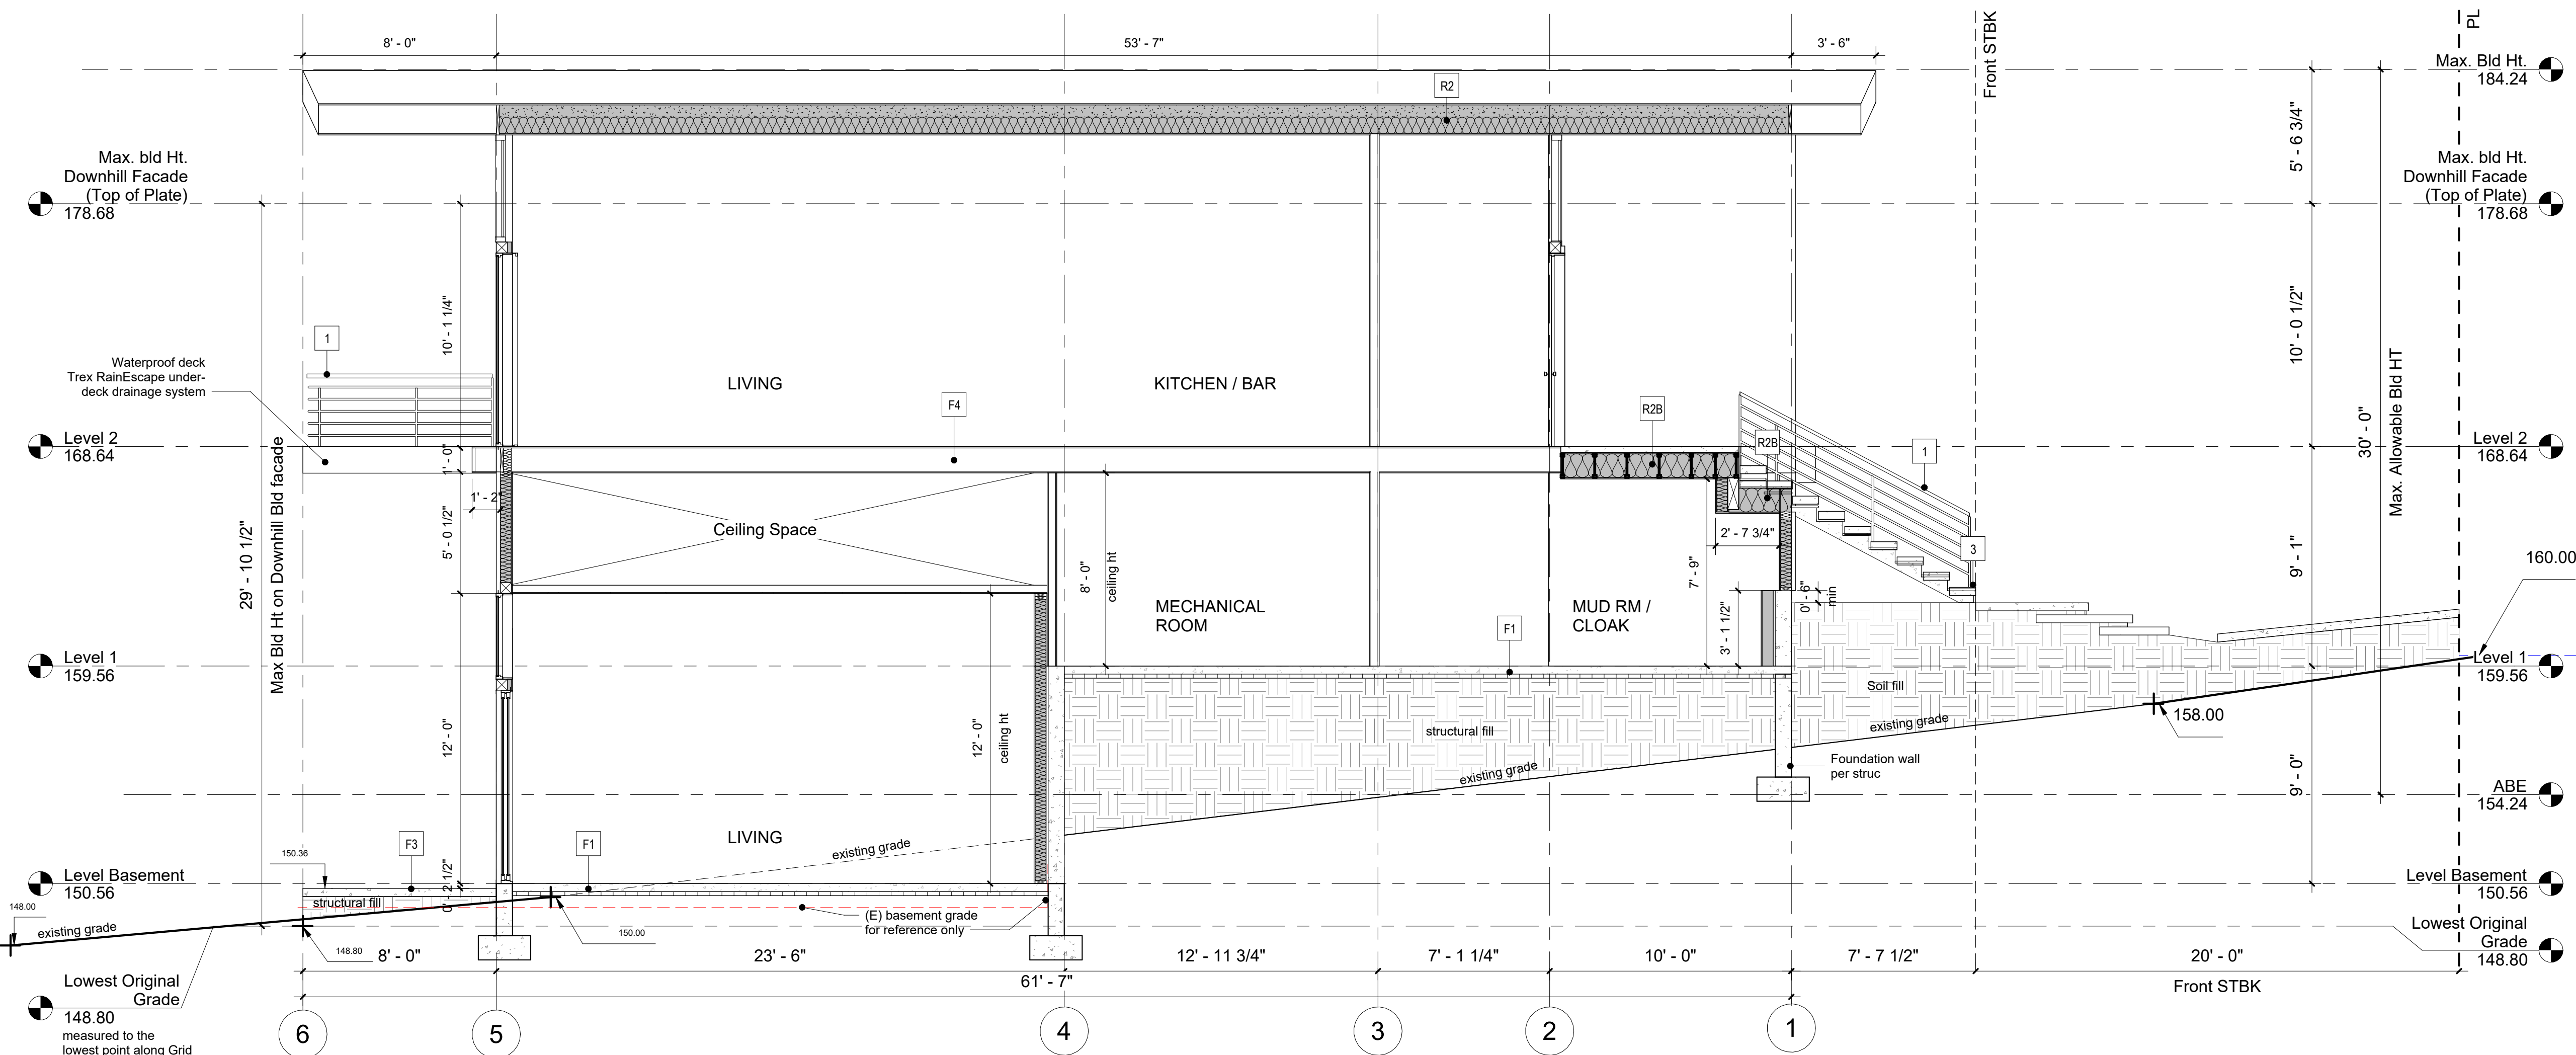 8' - 0"
53' - 7"
3' - 6"
Front STBK
PL
Max. Bld Ht.
184.24
R2
5' - 6 3/4"
Max. bld Ht.
Downhill Facade
(Top of Plate)
178.68
Max. bld Ht.
Downhill Facade
(Top of Plate)
178.68
10' - 1 1/4"
10' - 0 1/2"
1
Waterproof deck
Trex RainEscape under-
deck drainage system
LIVING
KITCHEN / BAR
F4
R2B
R2B
1
30' - 0"
Max. Allowable Bld HT
Level 2
168.64
Level 2
168.64
1' - 0"
1' - 2"
29' - 10 1/2"
Max Bld Ht on Downhill Bld facade
5' - 0 1/2"
Ceiling Space
8' - 0"
ceiling ht
2' - 7 3/4"
7' - 9"
3
9' - 1"
160.00
MECHANICAL
ROOM
MUD RM /
CLOAK
0' - 6"
min
3' - 1 1/2"
F1
Level 1
159.56
Level 1
159.56
12' - 0"
12' - 0"
ceiling ht
Soil fill
structural fill
existing grade
158.00
existing grade
Foundation wall
per struc
9' - 0"
ABE
154.24
LIVING
existing grade
150.36
F3
F1
Level Basement
150.56
Level Basement
150.56
0' - 2 1/2"
148.00
structural fill
existing grade
(E) basement grade
for reference only
150.00
148.80
Lowest Original
Grade
148.80
8' - 0"
23' - 6"
12' - 11 3/4"
7' - 1 1/4"
10' - 0"
7' - 7 1/2"
20' - 0"
61' - 7"
Front STBK
Lowest Original
Grade
148.80
measured to the
lowest point along Grid
6
5
4
3
2
1